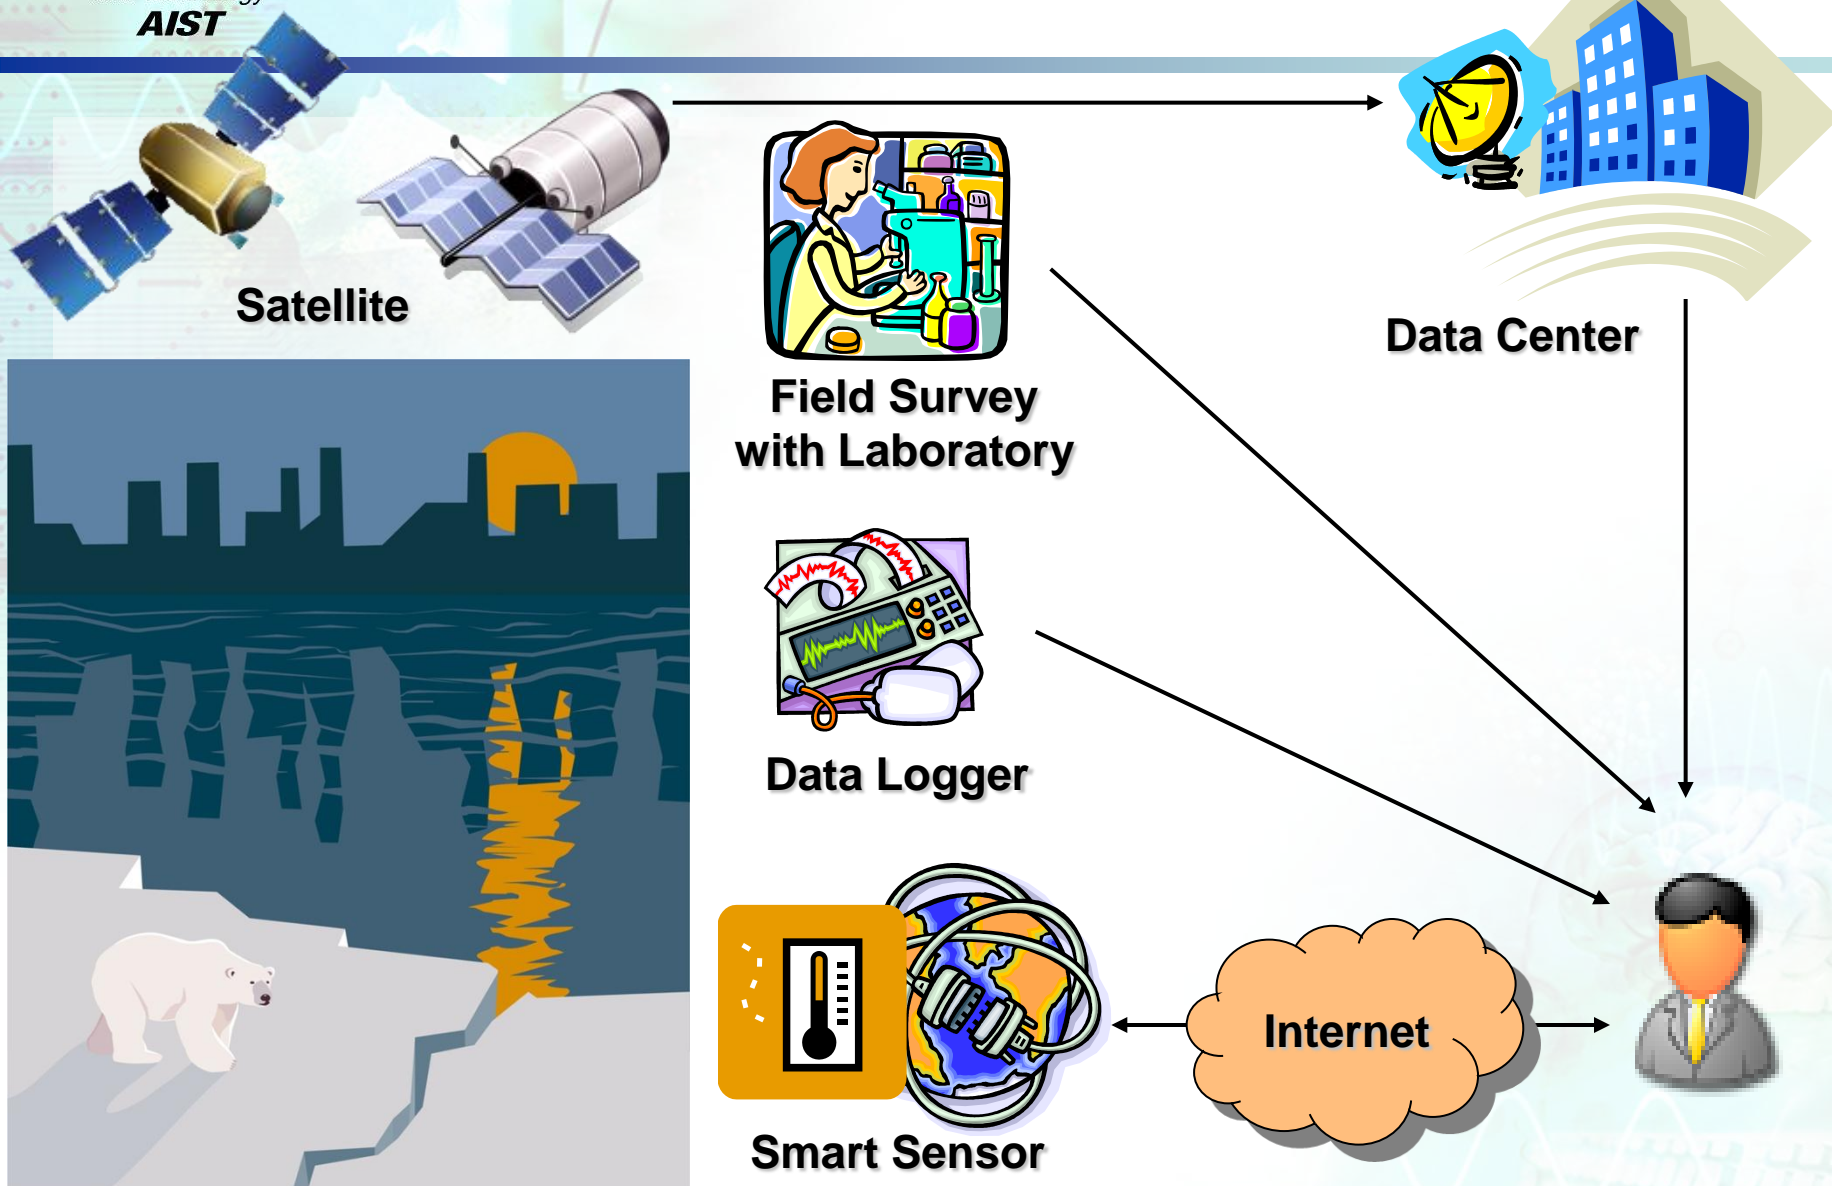 AIST
Satellite
Data Center
Field Survey
with Laboratory
Data Logger
Internet
Smart Sensor